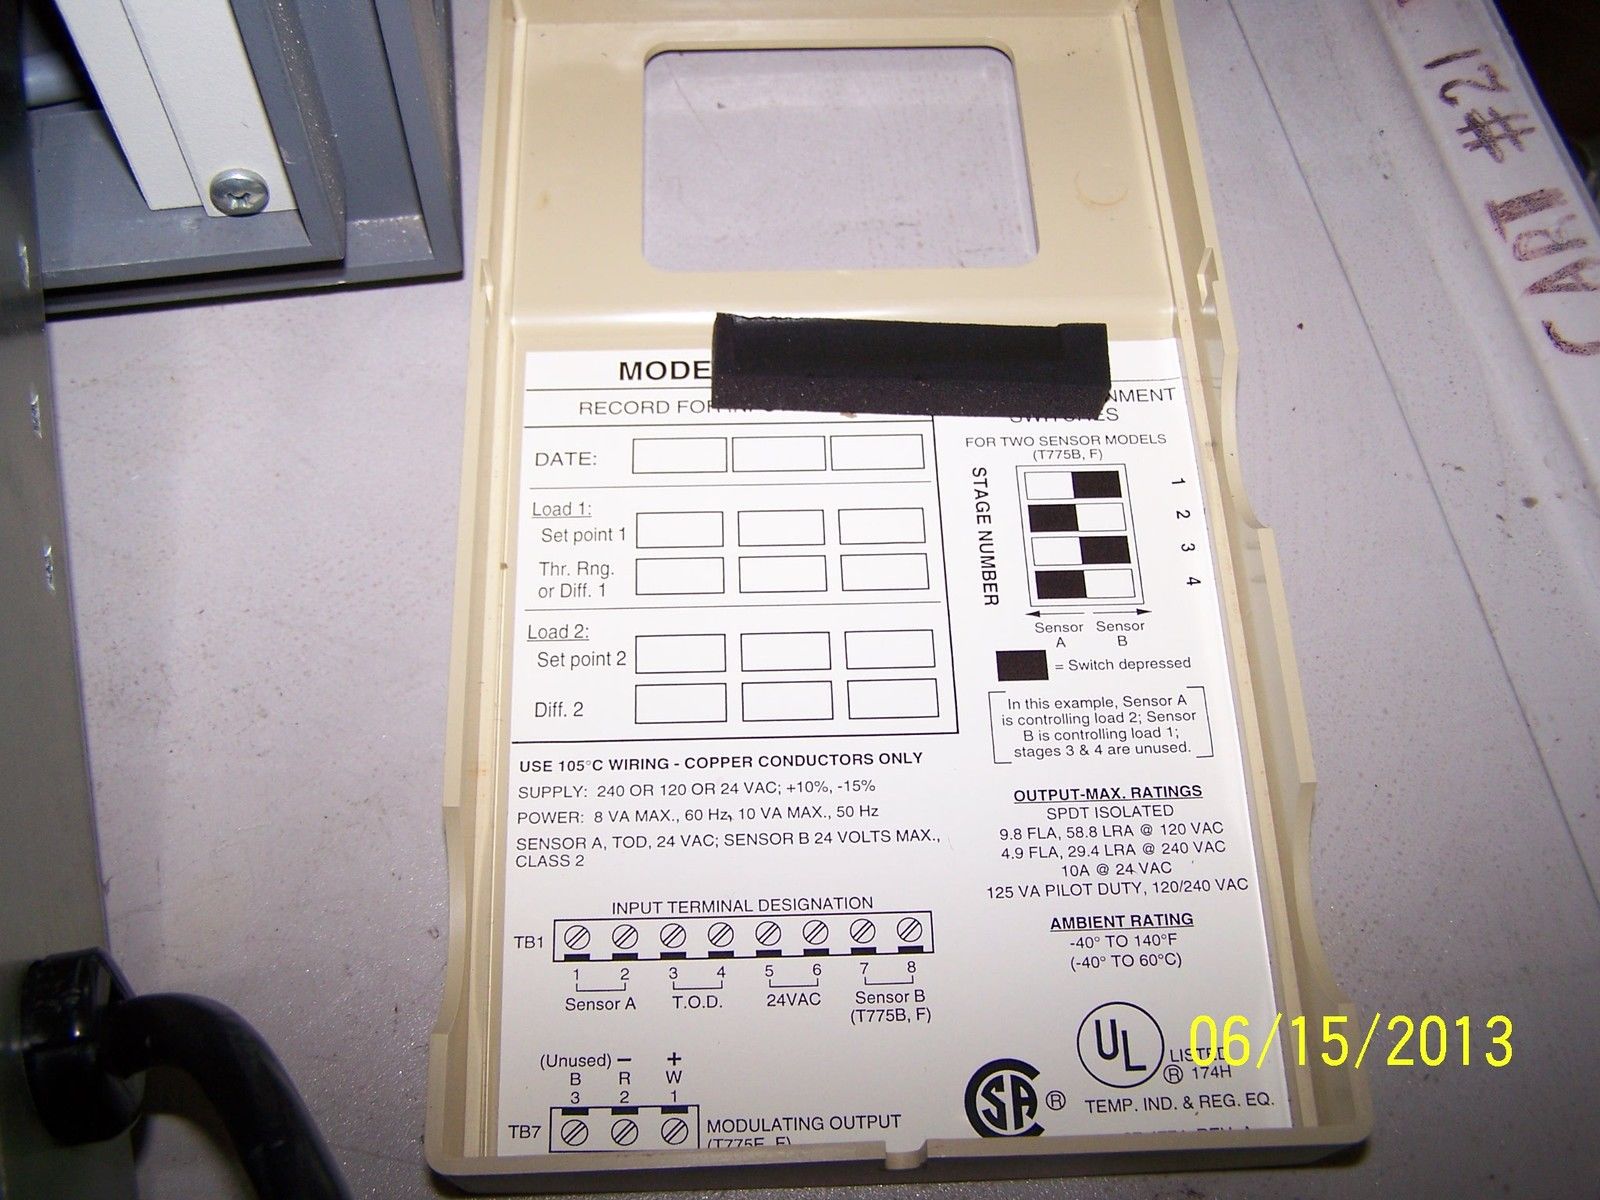 MODE
RECORD FOR
NMENT
SWITCHES
FOR TWO SENSOR MODELS
(T775B, F)
DATE:
Load 1:
Set point 1
Thr. Rng.
or Diff. 1
Load 2:
Set point 2
Diff. 2
STAGE NUMBER
1
2
3
4
Sensor A
Sensor B
= Switch depressed
In this example, Sensor A
is controlling load 2; Sensor
B is controlling load 1;
stages 3 & 4 are unused.
USE 105°C WIRING - COPPER CONDUCTORS ONLY
SUPPLY: 240 OR 120 OR 24 VAC; +10%, -15%
POWER: 8 VA MAX., 60 Hz, 10 VA MAX., 50 Hz
SENSOR A, TOD, 24 VAC; SENSOR B 24 VOLTS MAX.,
CLASS 2
OUTPUT-MAX. RATINGS
SPDT ISOLATED
9.8 FLA, 58.8 LRA @ 120 VAC
4.9 FLA, 29.4 LRA @ 240 VAC
10A @ 24 VAC
125 VA PILOT DUTY, 120/240 VAC
AMBIENT RATING
-40° TO 140°F
(-40° TO 60°C)
INPUT TERMINAL DESIGNATION
TB1
1 2 3 4 5 6 7 8
Sensor A T.O.D. 24VAC Sensor B
(T775B, F)
(Unused) − +
B R W
3 2 1
TB7 MODULATING OUTPUT
(T775E, F)
UL
LISTED
® 174H
CSA ®
TEMP. IND. & REG. EQ.
06/15/2013
CART #21